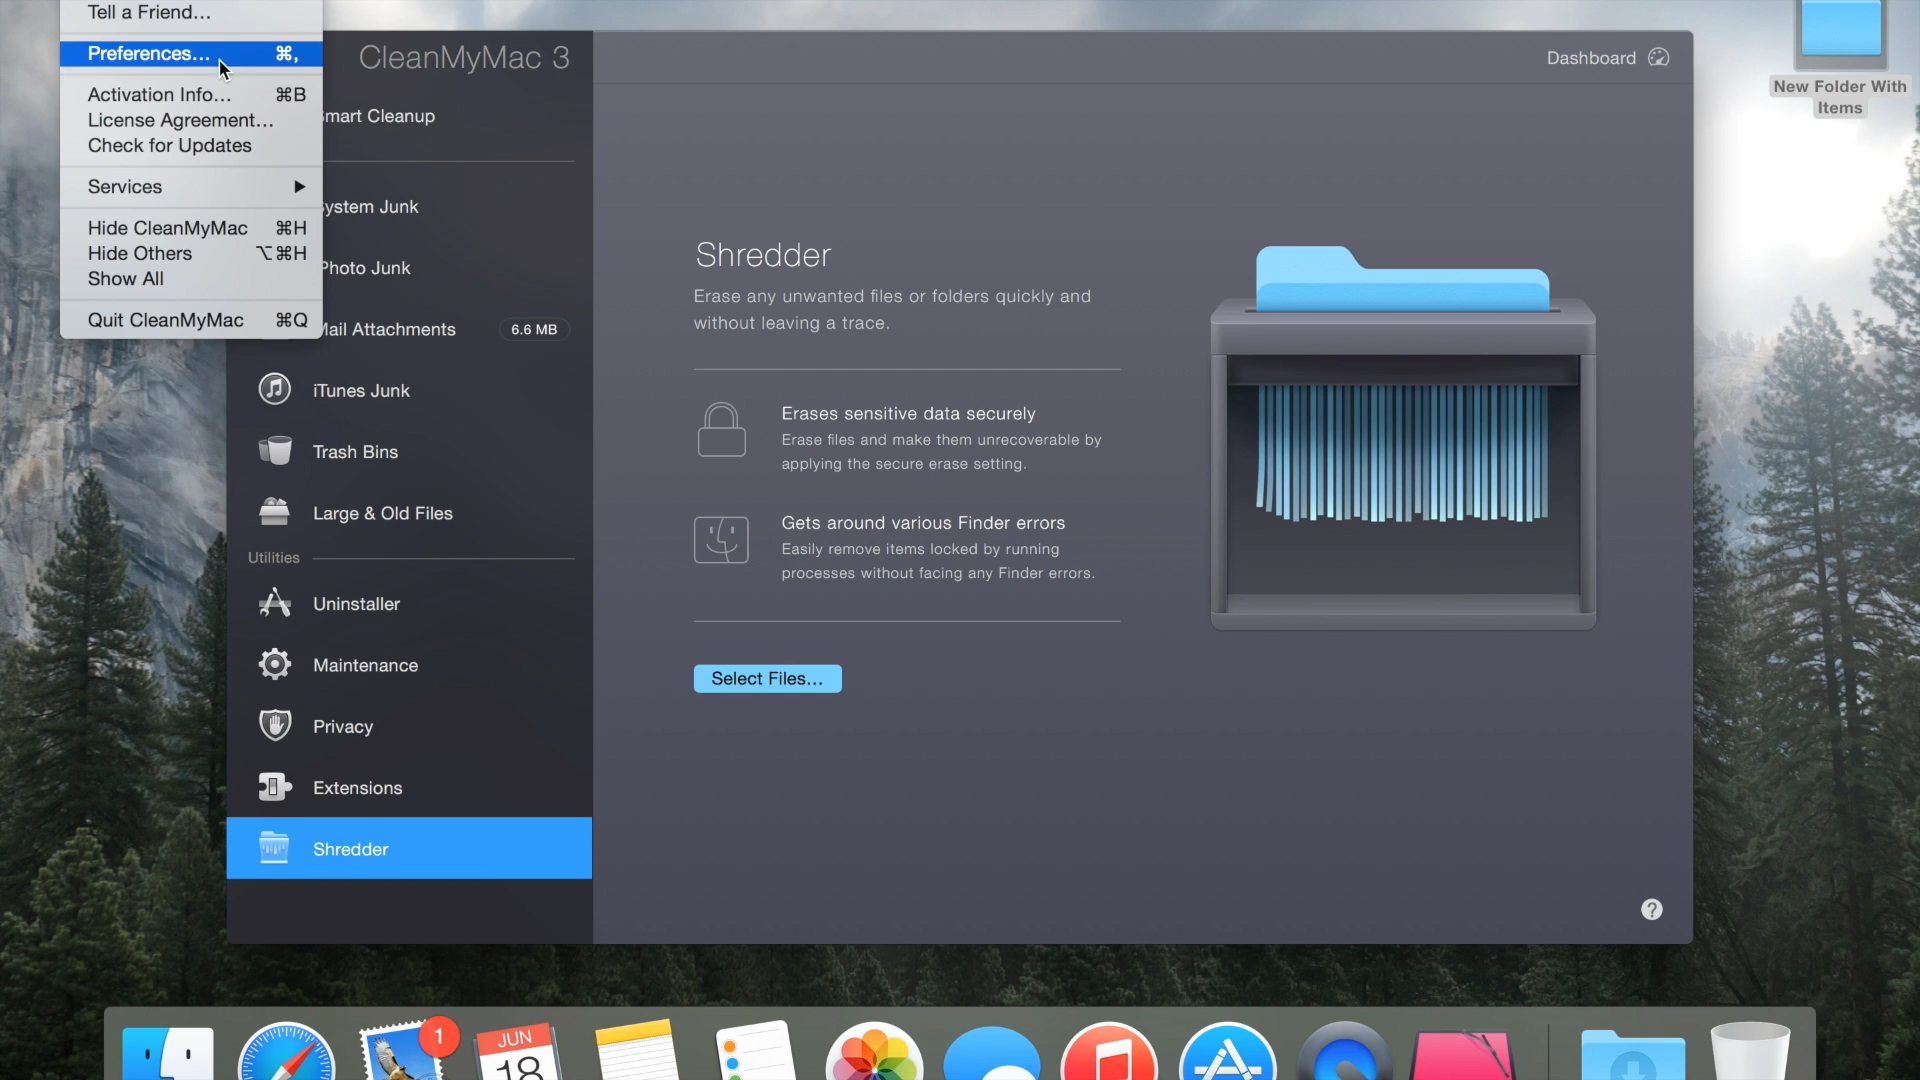 Tell a Friend...
Preferences... ⌘,
Activation Info... ⌘B
License Agreement...
Check for Updates
Services ▶
Hide CleanMyMac ⌘H
Hide Others ⌥⌘H
Show All
Quit CleanMyMac ⌘Q
CleanMyMac 3
mart Cleanup
ystem Junk
Photo Junk
Mail Attachments 6.6 MB
iTunes Junk
Trash Bins
Large & Old Files
Utilities
Uninstaller
Maintenance
Privacy
Extensions
Shredder
Dashboard
Shredder
Erase any unwanted files or folders quickly and
without leaving a trace.
Erases sensitive data securely
Erase files and make them unrecoverable by
applying the secure erase setting.
Gets around various Finder errors
Easily remove items locked by running
processes without facing any Finder errors.
Select Files...
?
New Folder With
Items
1
JUN
18